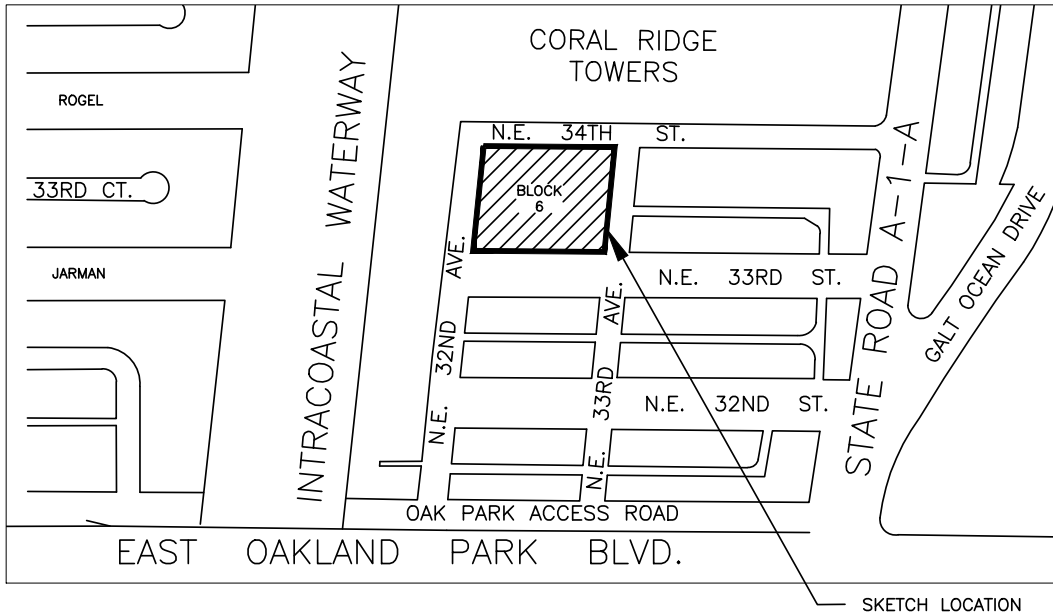 CORAL RIDGE
TOWERS
ROGEL
N.E. 34TH ST.
33RD CT.
BLOCK
6
INTRACOASTAL WATERWAY
STATE ROAD A-1-A
JARMAN
N.E. 32ND AVE.
N.E. 33RD ST.
GALT OCEAN DRIVE
N.E. 33RD AVE.
N.E. 32ND ST.
OAK PARK ACCESS ROAD
EAST OAKLAND PARK BLVD.
SKETCH LOCATION